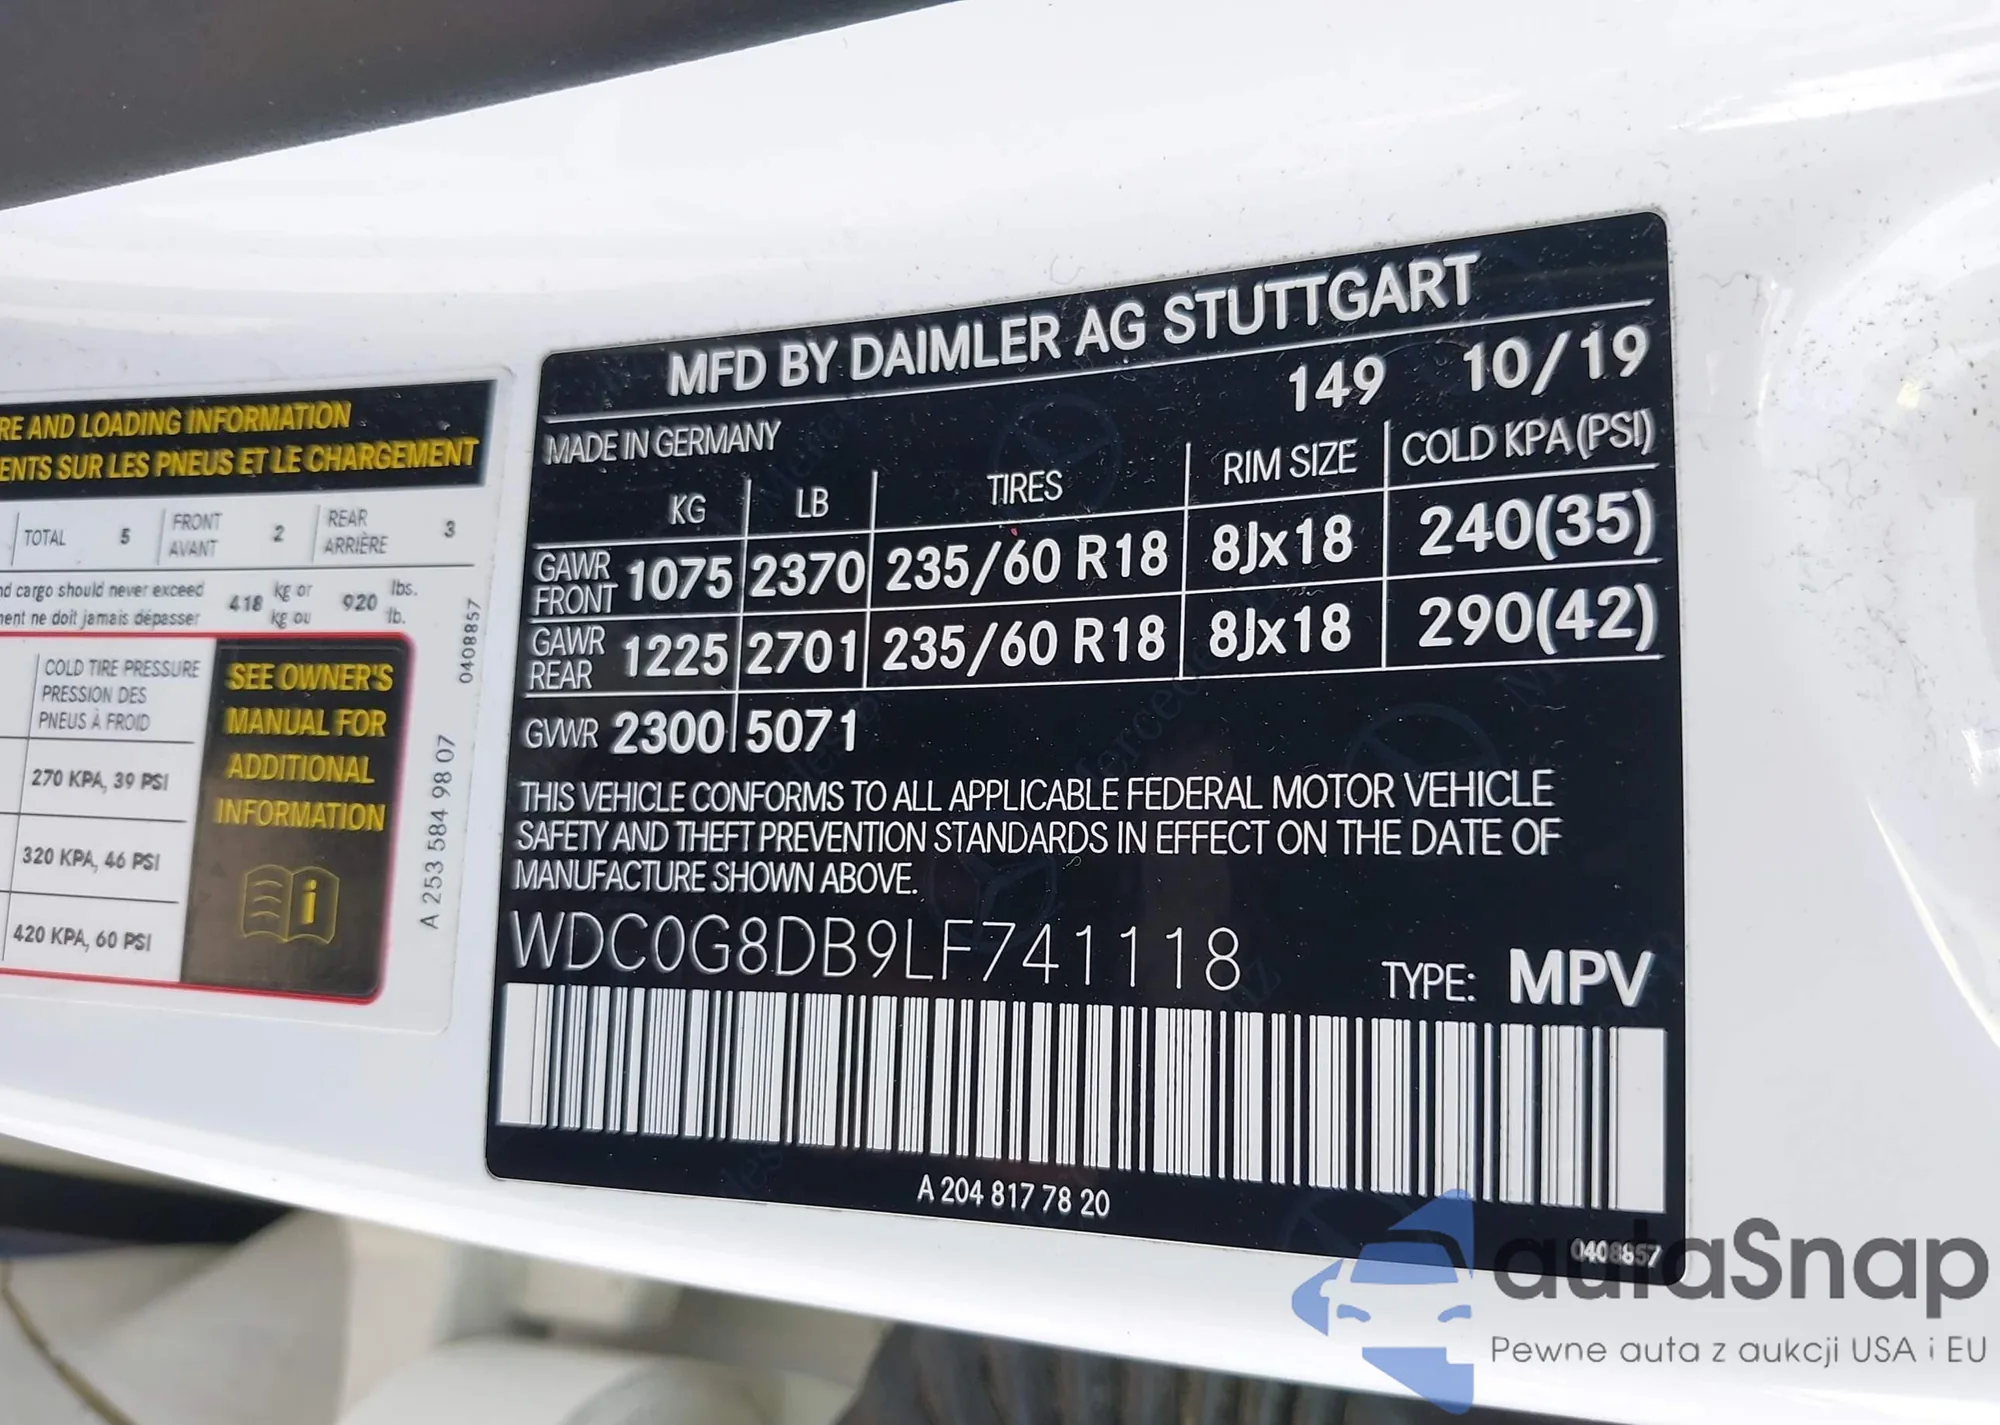 RE AND LOADING INFORMATION
ENTS SUR LES PNEUS ET LE CHARGEMENT
TOTAL 5 FRONT AVANT 2 REAR ARRIÈRE 3
nd cargo should never exceed 418 kg or 920 lbs.
ment ne doit jamais dépasser kg ou lb.
COLD TIRE PRESSURE
PRESSION DES
PNEUS À FROID
270 KPA, 39 PSI
320 KPA, 46 PSI
420 KPA, 60 PSI
SEE OWNER'S
MANUAL FOR
ADDITIONAL
INFORMATION
0408857
A 253 584 98 07
MFD BY DAIMLER AG STUTTGART
149 10/19
MADE IN GERMANY
KG LB TIRES RIM SIZE COLD KPA (PSI)
GAWR FRONT 1075 2370 235/60 R18 8Jx18 240(35)
GAWR REAR 1225 2701 235/60 R18 8Jx18 290(42)
GVWR 2300 5071
THIS VEHICLE CONFORMS TO ALL APPLICABLE FEDERAL MOTOR VEHICLE
SAFETY AND THEFT PREVENTION STANDARDS IN EFFECT ON THE DATE OF
MANUFACTURE SHOWN ABOVE.
WDC0G8DB9LF741118
TYPE: MPV
A 204 817 78 20
0408857
autaSnap
Pewne auta z aukcji USA i EU